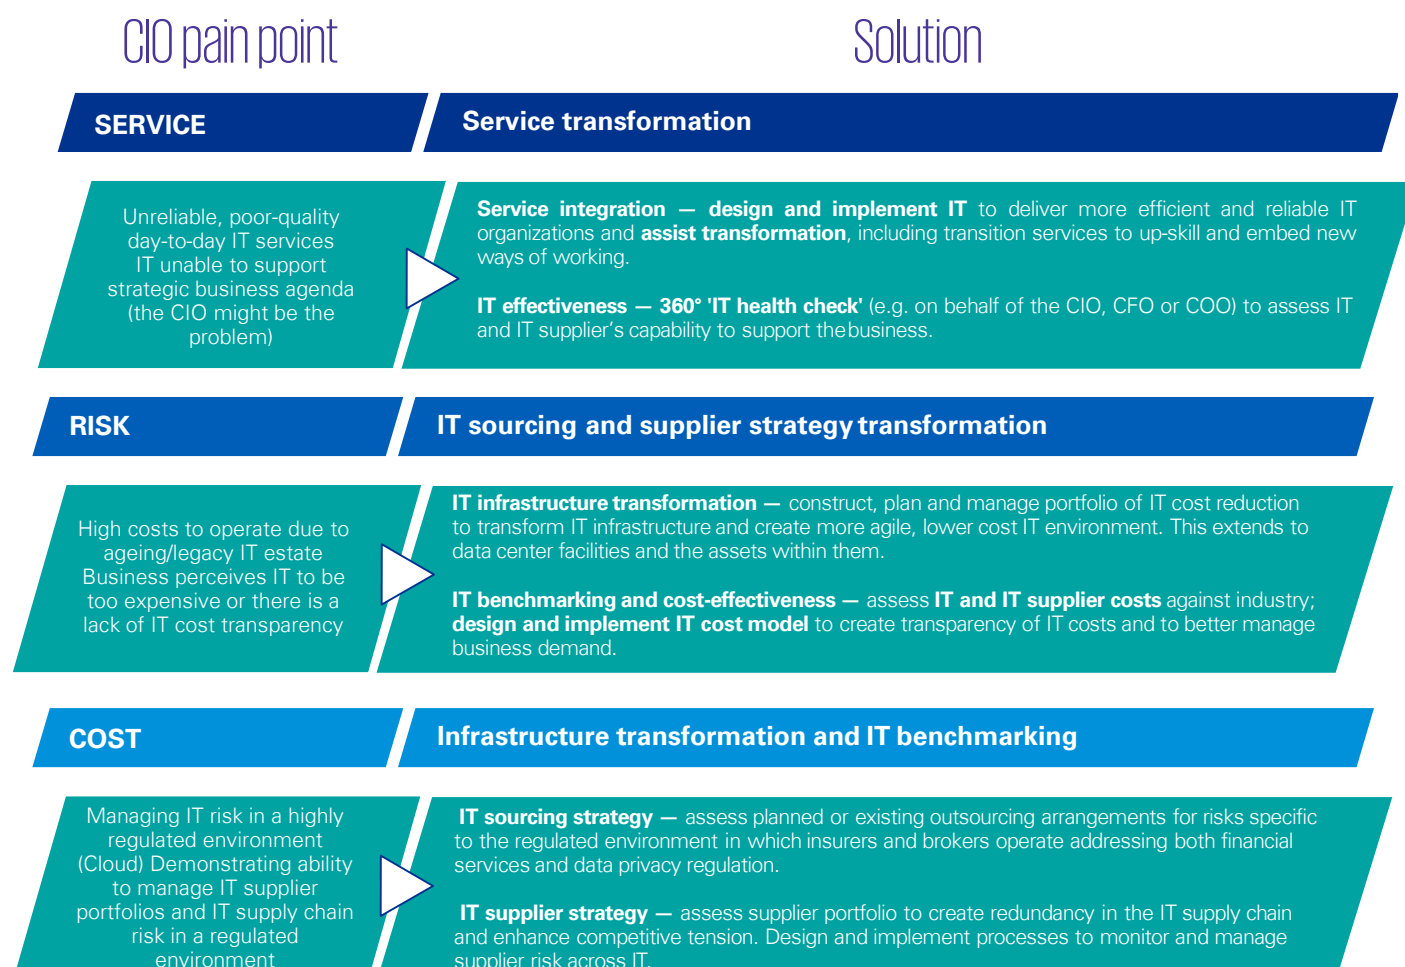 CIO pain point
Solution
SERVICE
Service transformation
Unreliable, poor-quality
day-to-day IT services
IT unable to support
strategic business agenda
(the CIO might be the
problem)
Service integration — design and implement IT to deliver more efficient and reliable IT
organizations and assist transformation, including transition services to up-skill and embed new
ways of working.
IT effectiveness — 360° 'IT health check' (e.g. on behalf of the CIO, CFO or COO) to assess IT
and IT supplier’s capability to support thebusiness.
RISK
IT sourcing and supplier strategy transformation
High costs to operate due to
ageing/legacy IT estate
Business perceives IT to be
too expensive or there is a
lack of IT cost transparency
IT infrastructure transformation — construct, plan and manage portfolio of IT cost reduction
to transform IT infrastructure and create more agile, lower cost IT environment. This extends to
data center facilities and the assets within them.
IT benchmarking and cost-effectiveness — assess IT and IT supplier costs against industry;
design and implement IT cost model to create transparency of IT costs and to better manage
business demand.
COST
Infrastructure transformation and IT benchmarking
Managing IT risk in a highly
regulated environment
(Cloud) Demonstrating ability
to manage IT supplier
portfolios and IT supply chain
risk in a regulated
environment
IT sourcing strategy — assess planned or existing outsourcing arrangements for risks specific
to the regulated environment in which insurers and brokers operate addressing both financial
services and data privacy regulation.
IT supplier strategy — assess supplier portfolio to create redundancy in the IT supply chain
and enhance competitive tension. Design and implement processes to monitor and manage
supplier risk across IT.